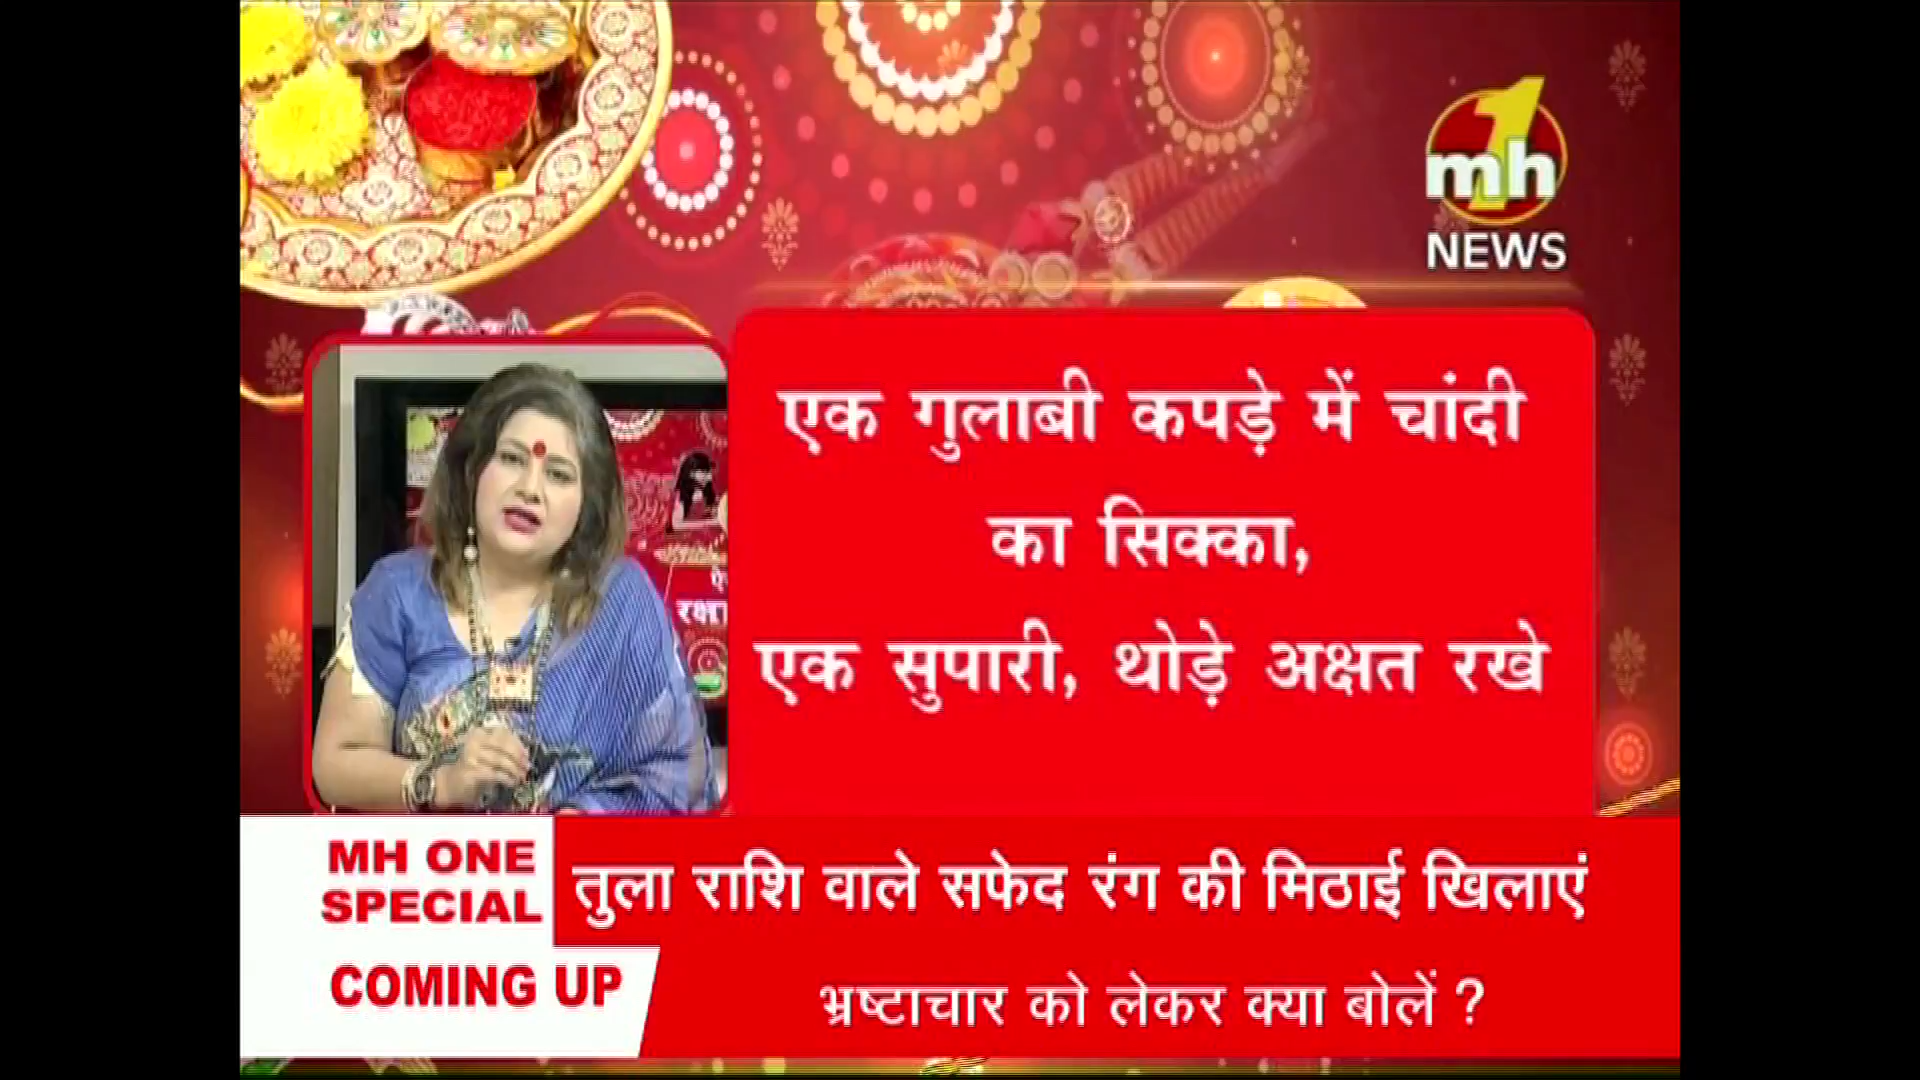 1
mh
NEWS
एक गुलाबी कपड़े में चांदी
का सिक्का,
एक सुपारी, थोड़े अक्षत रखे
MH ONE
SPECIAL
तुला राशि वाले सफेद रंग की मिठाई खिलाएं
COMING UP
भ्रष्टाचार को लेकर क्या बोलें ?